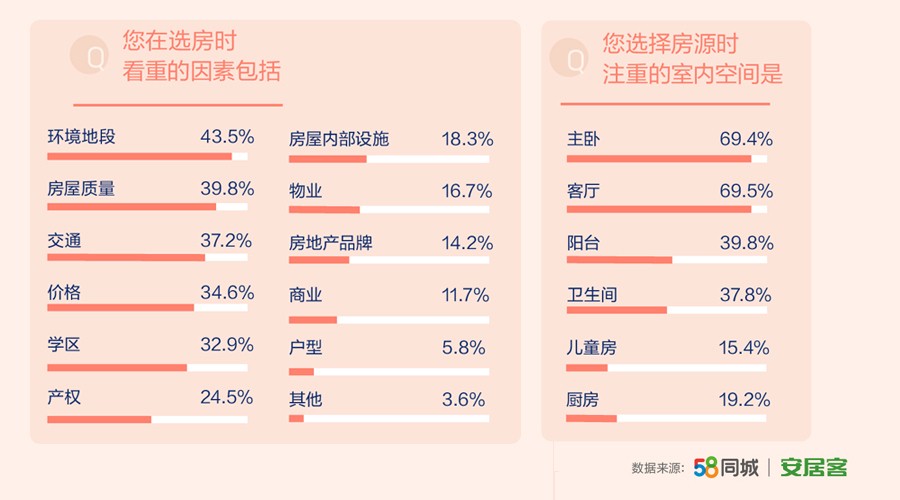 Q
您在选房时
看重的因素包括
环境地段 43.5%
房屋质量 39.8%
交通 37.2%
价格 34.6%
学区 32.9%
产权 24.5%
房屋内部设施 18.3%
物业 16.7%
房地产品牌 14.2%
商业 11.7%
户型 5.8%
其他 3.6%
Q
您选择房源时
注重的室内空间是
主卧 69.4%
客厅 69.5%
阳台 39.8%
卫生间 37.8%
儿童房 15.4%
厨房 19.2%
数据来源: 58同城 | 安居客